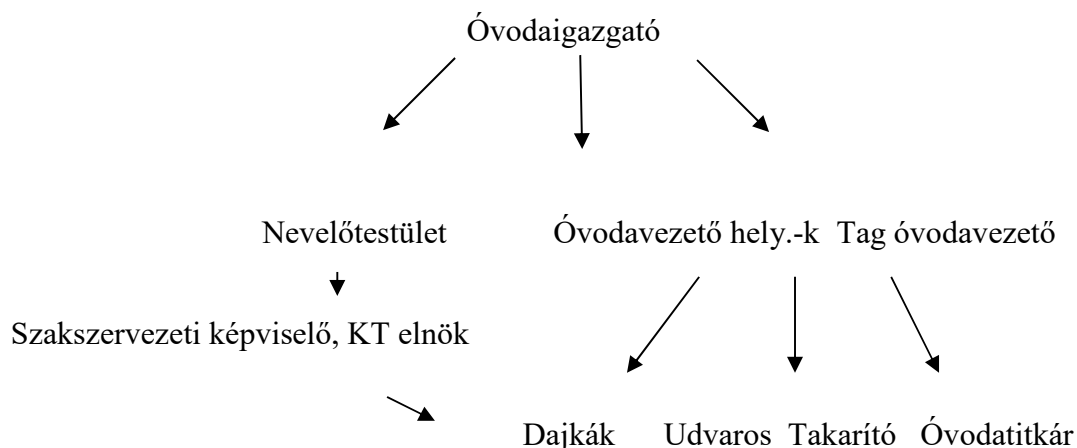 Óvodaigazgató
Nevelőtestület Óvodavezető hely.-k Tag óvodavezető
Szakszervezeti képviselő, KT elnök
Dajkák Udvaros Takarító Óvodatitkár